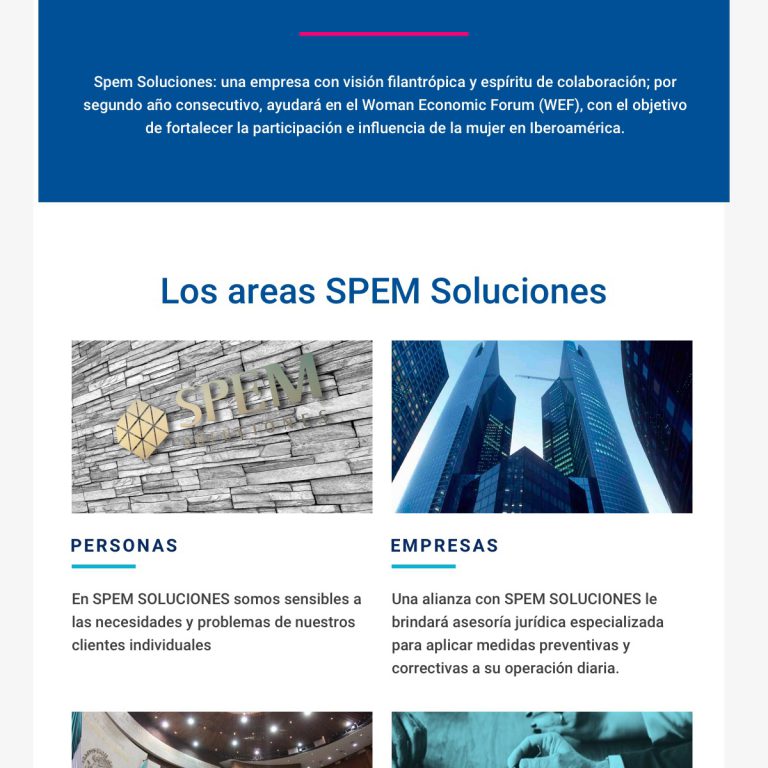 Spem Soluciones: una empresa con visión filantrópica y espíritu de colaboración; por
segundo año consecutivo, ayudará en el Woman Economic Forum (WEF), con el objetivo
de fortalecer la participación e influencia de la mujer en Iberoamérica.
Los areas SPEM Soluciones
SPEM
SOLUCIONES
PERSONAS
EMPRESAS
En SPEM SOLUCIONES somos sensibles a
las necesidades y problemas de nuestros
clientes individuales
Una alianza con SPEM SOLUCIONES le
brindará asesoría jurídica especializada
para aplicar medidas preventivas y
correctivas a su operación diaria.